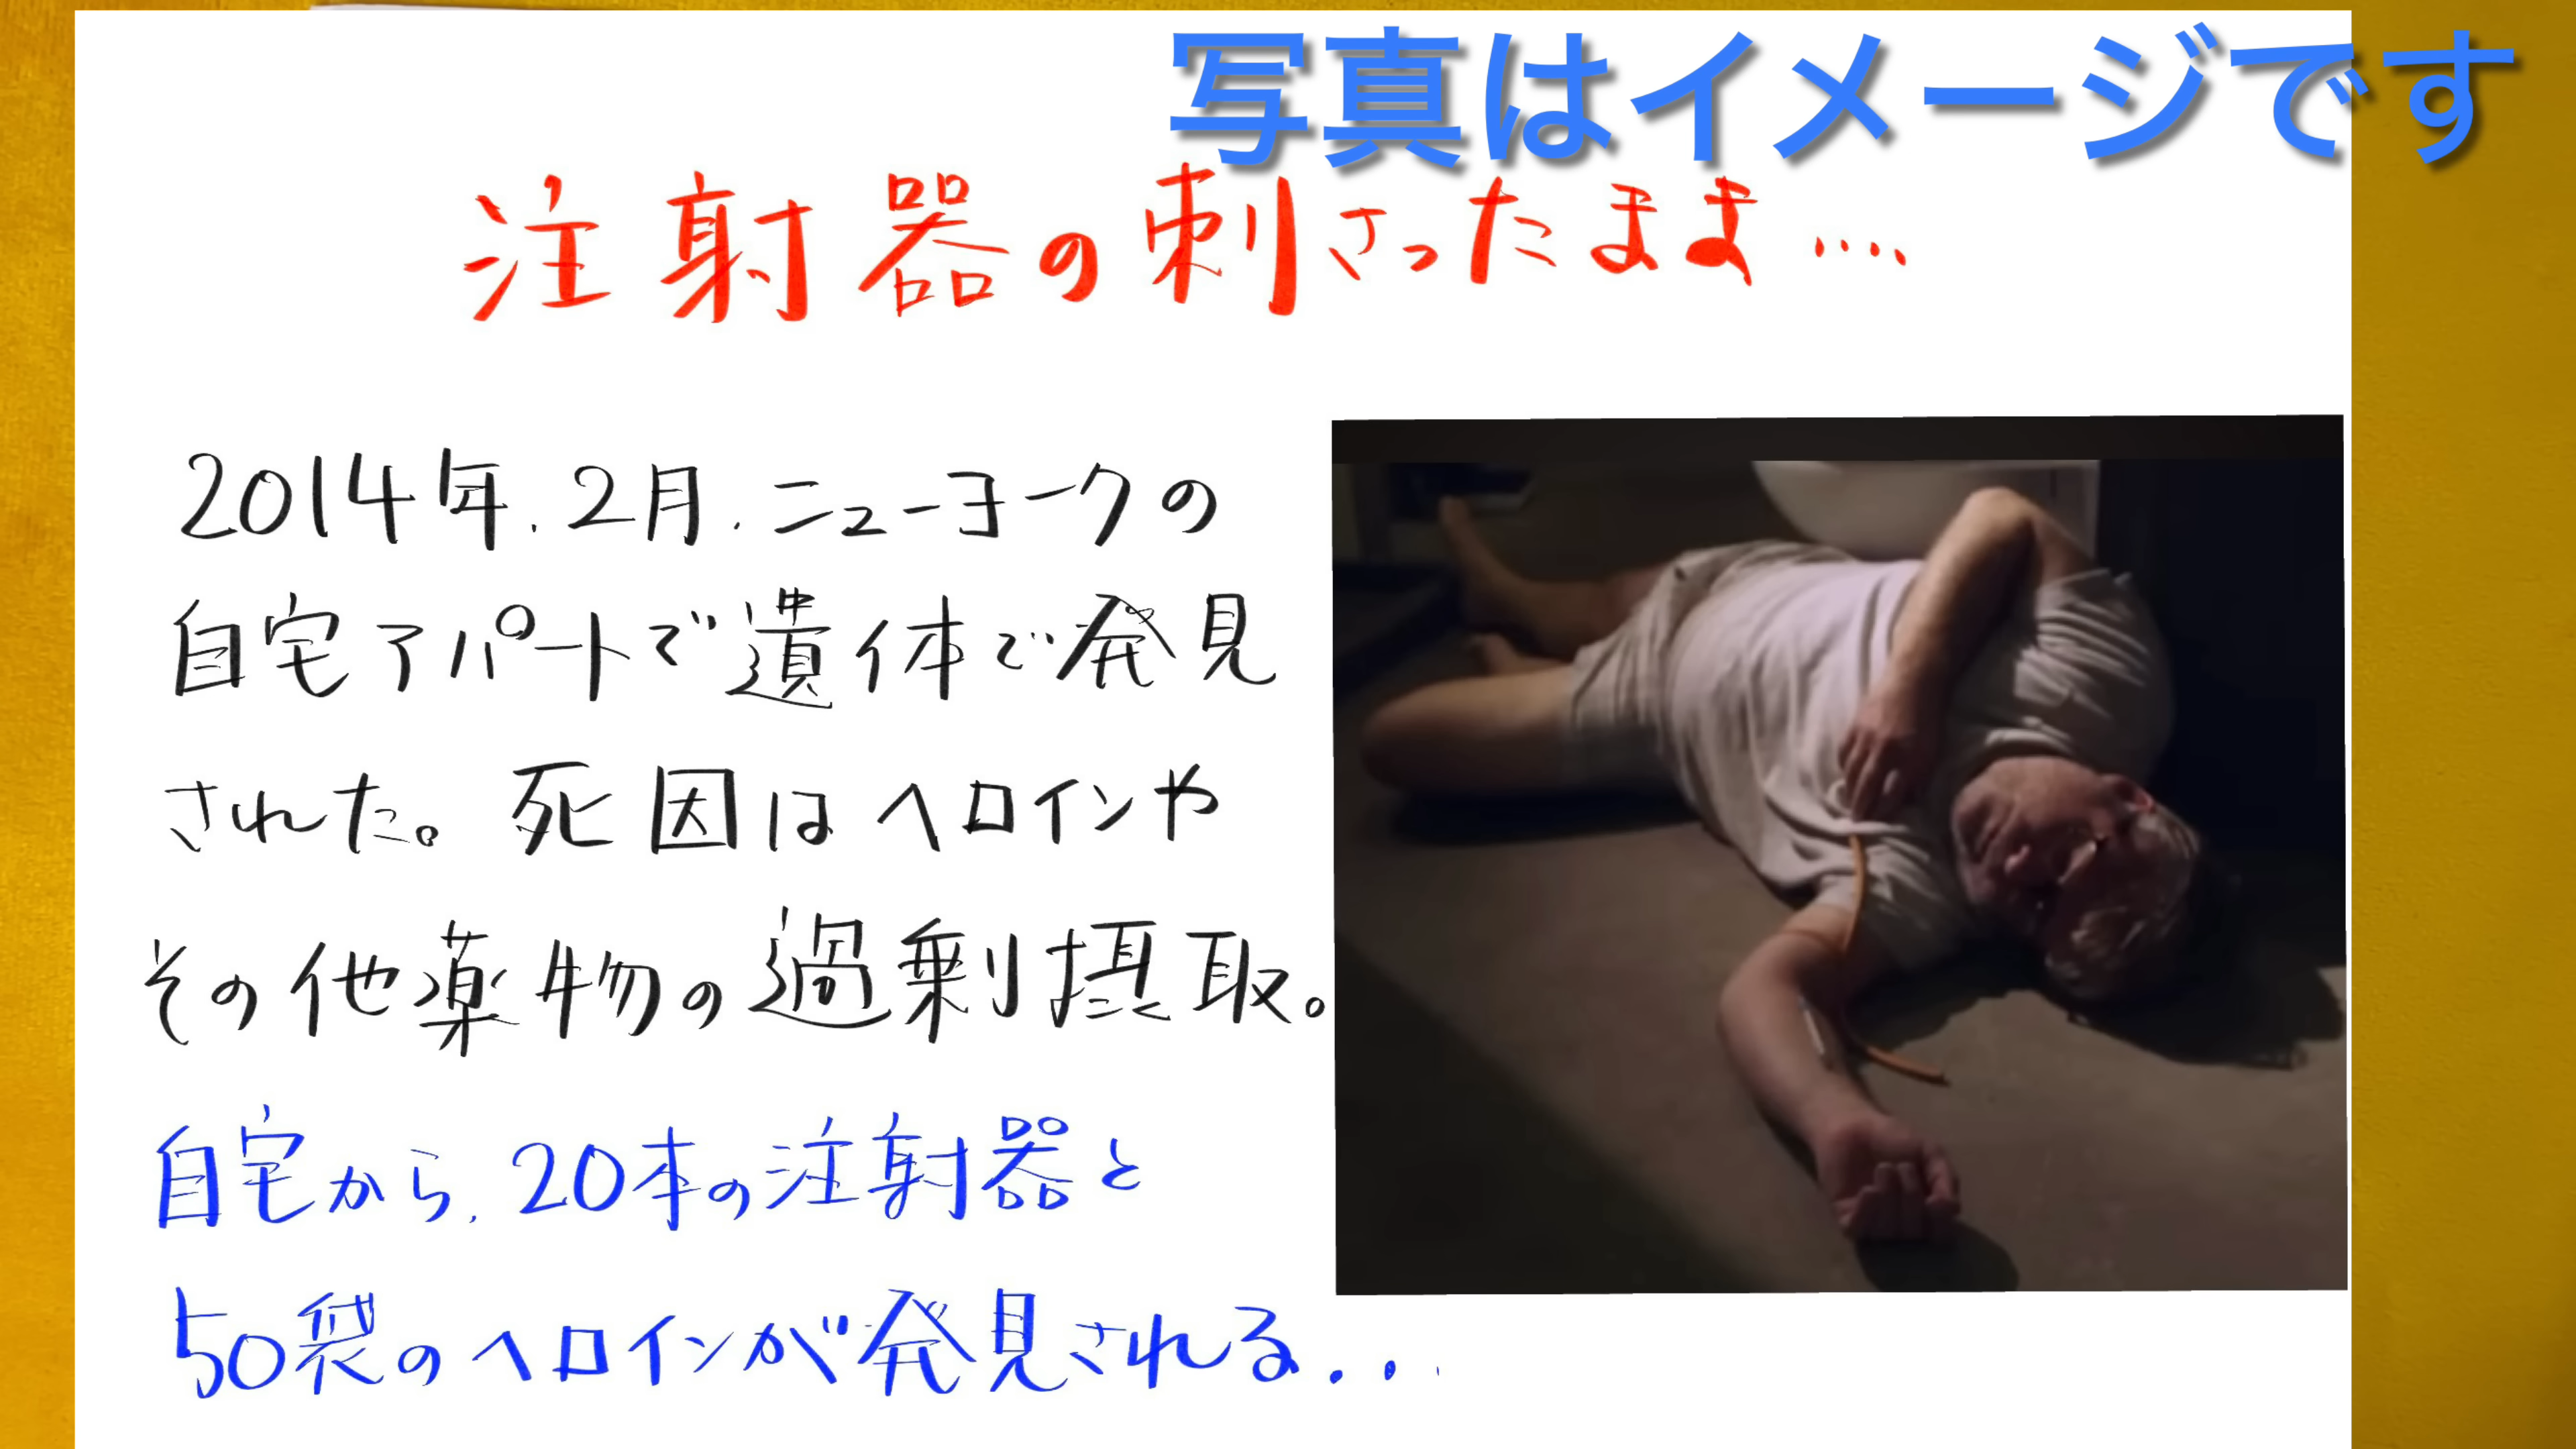 写真はイメージです
注射器の刺さったまま....
2014年.2月.ニューヨークの
自宅アパートで遺体で発見
された。死因はヘロインや
その他薬物の過剰摂取。
自宅から.20本の注射器と
50袋のヘロインが発見される...